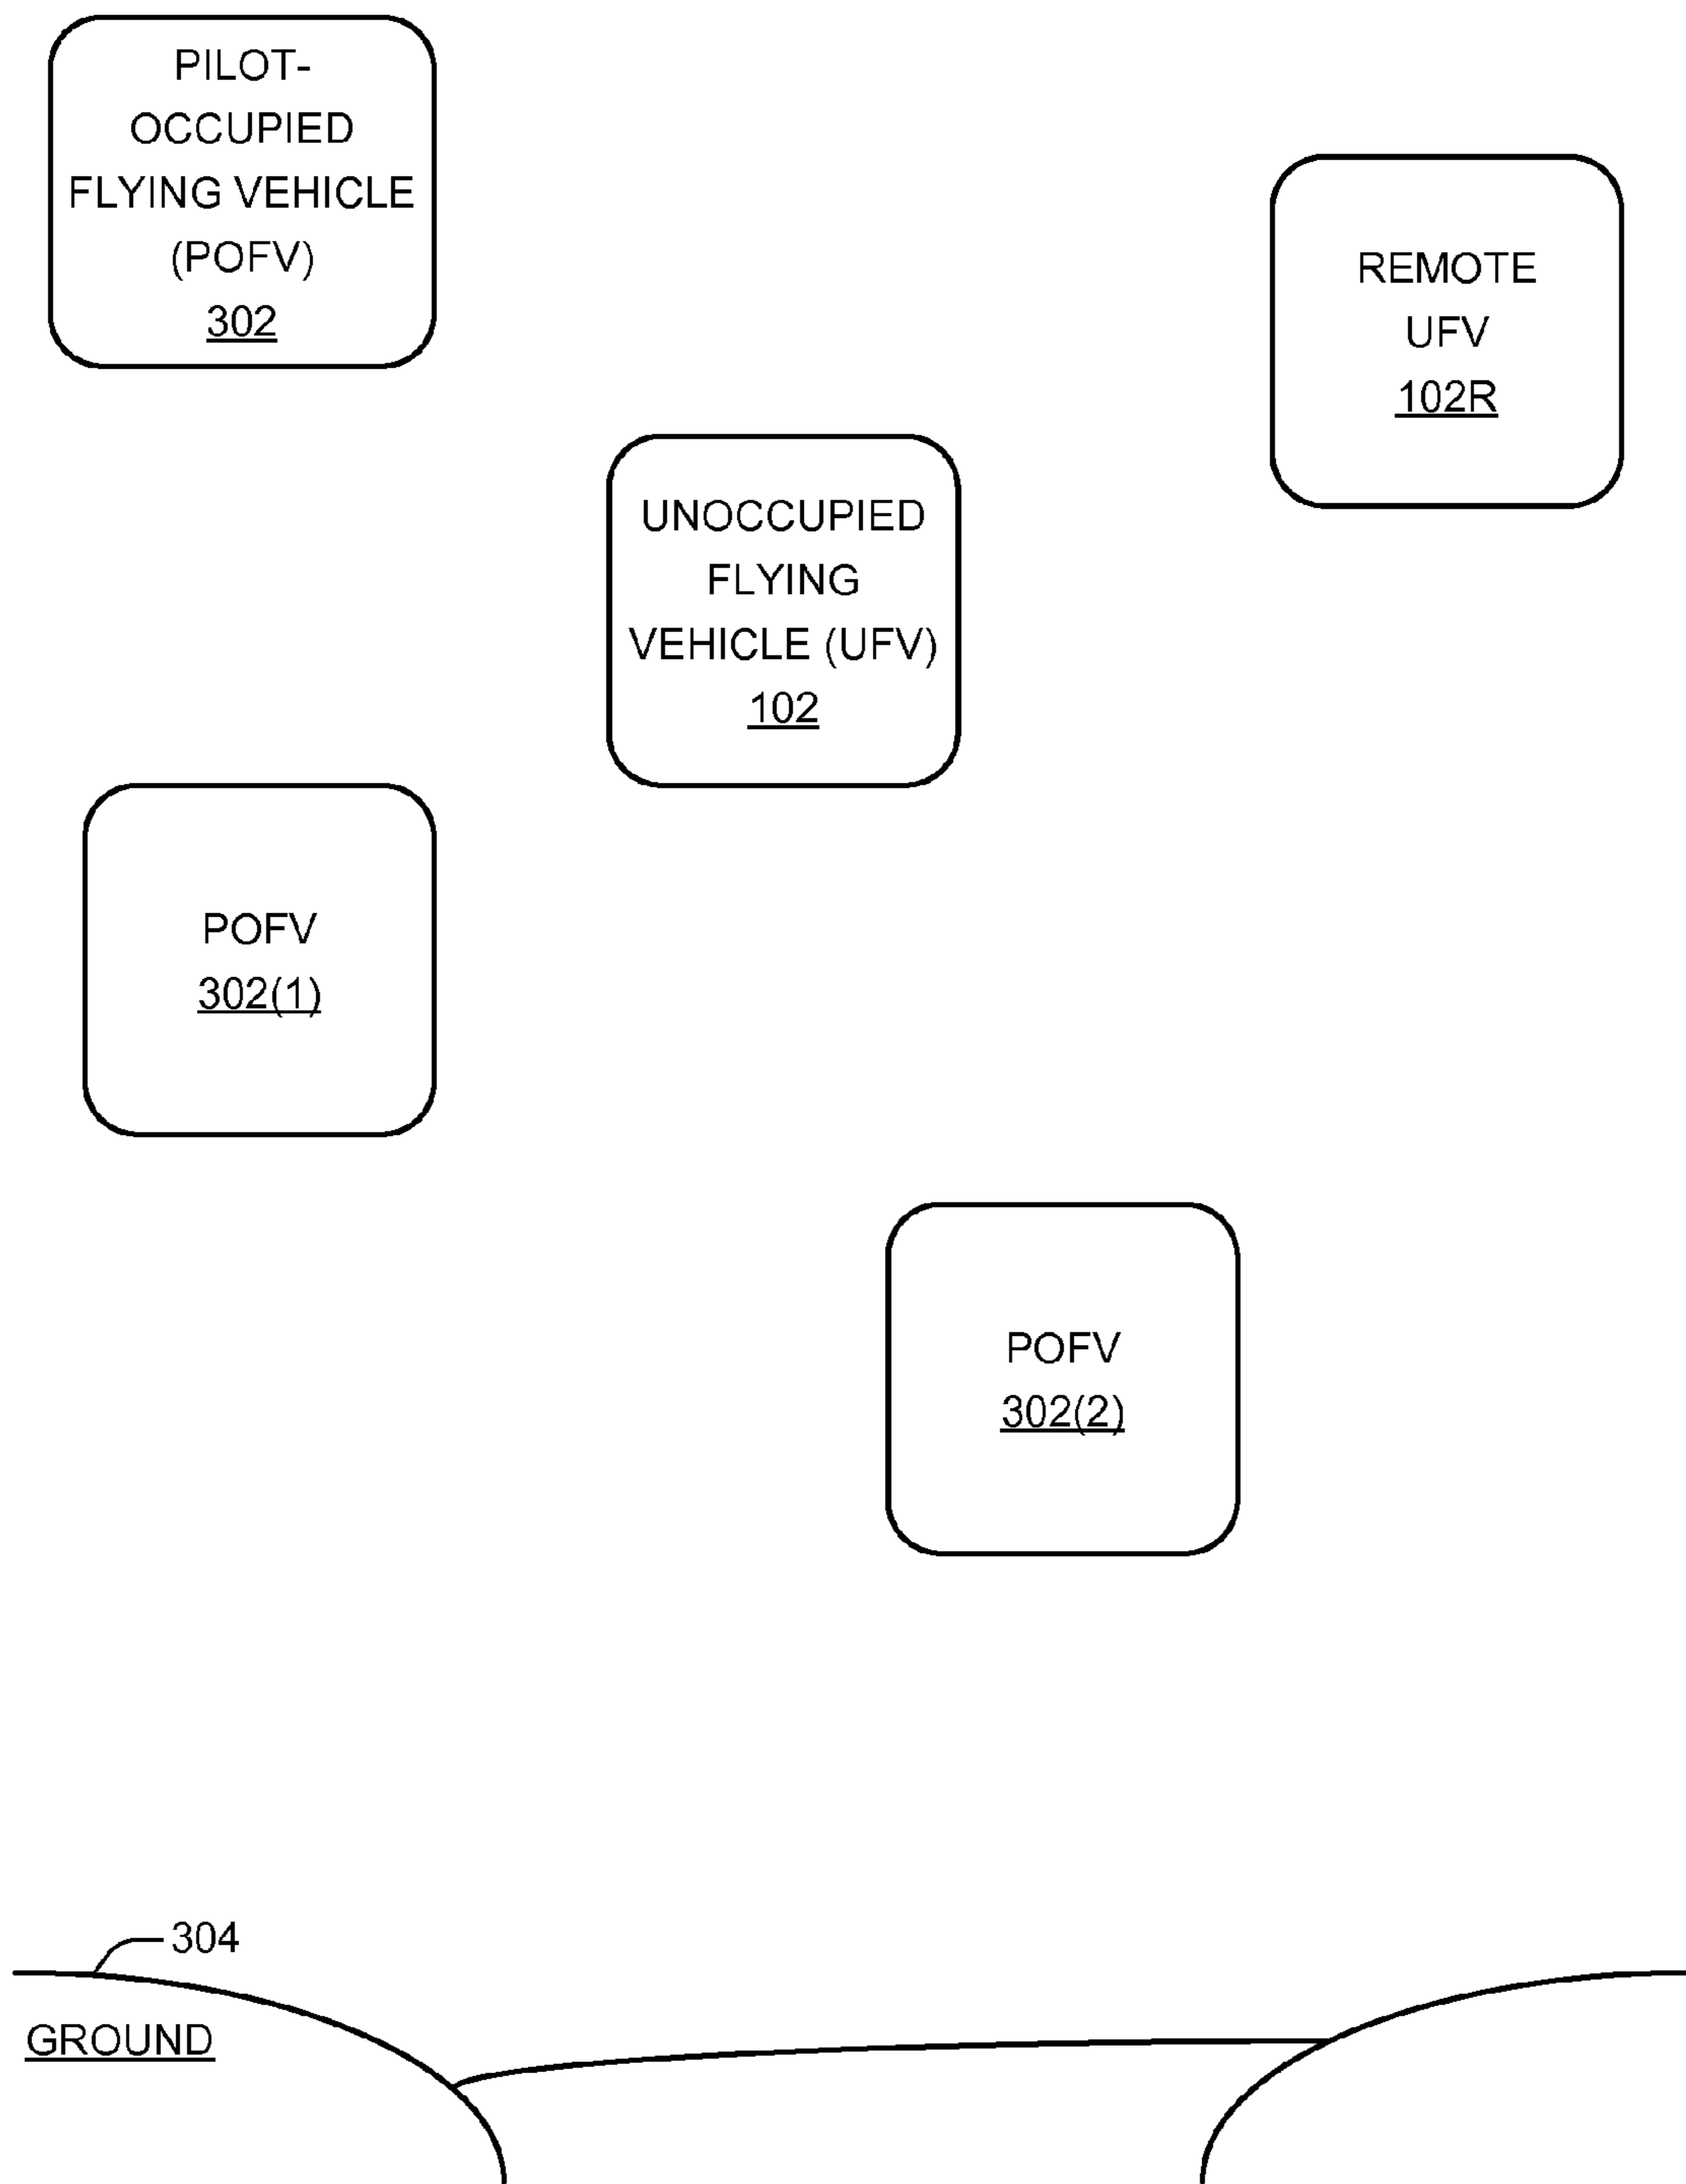 PILOT-
OCCUPIED
FLYING VEHICLE
(POFV)
302
REMOTE
UFV
102R
UNOCCUPIED
FLYING
VEHICLE (UFV)
102
POFV
302(1)
POFV
302(2)
304
GROUND